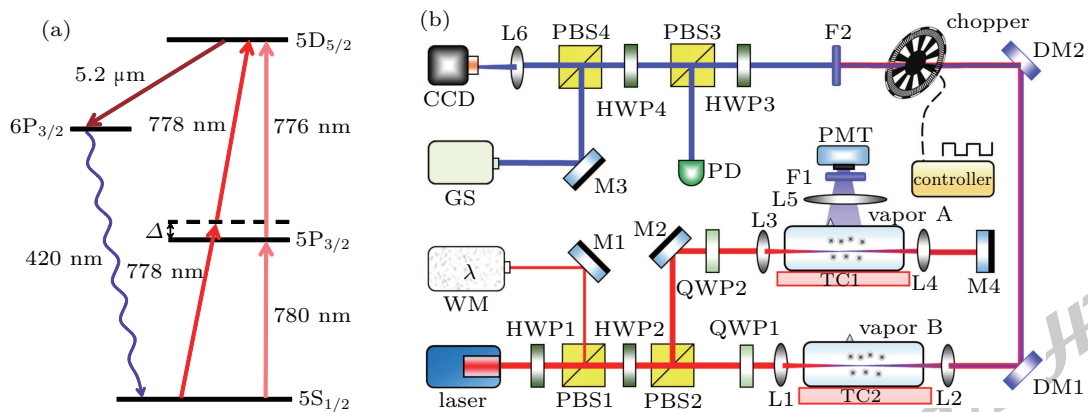 (a)
5D5/2
5.2 μm
6P3/2
778 nm
776 nm
Δ
5P3/2
420 nm
778 nm
780 nm
5S1/2
(b)
L6
PBS4
PBS3
F2
chopper
DM2
CCD
HWP4
HWP3
PMT
GS
M3
PD
F1
controller
L5
M2
L3
vapor A
M1
λ
WM
QWP2
TC1
L4
M4
HWP1
HWP2
QWP1
vapor B
laser
PBS1
PBS2
L1
TC2
L2
DM1